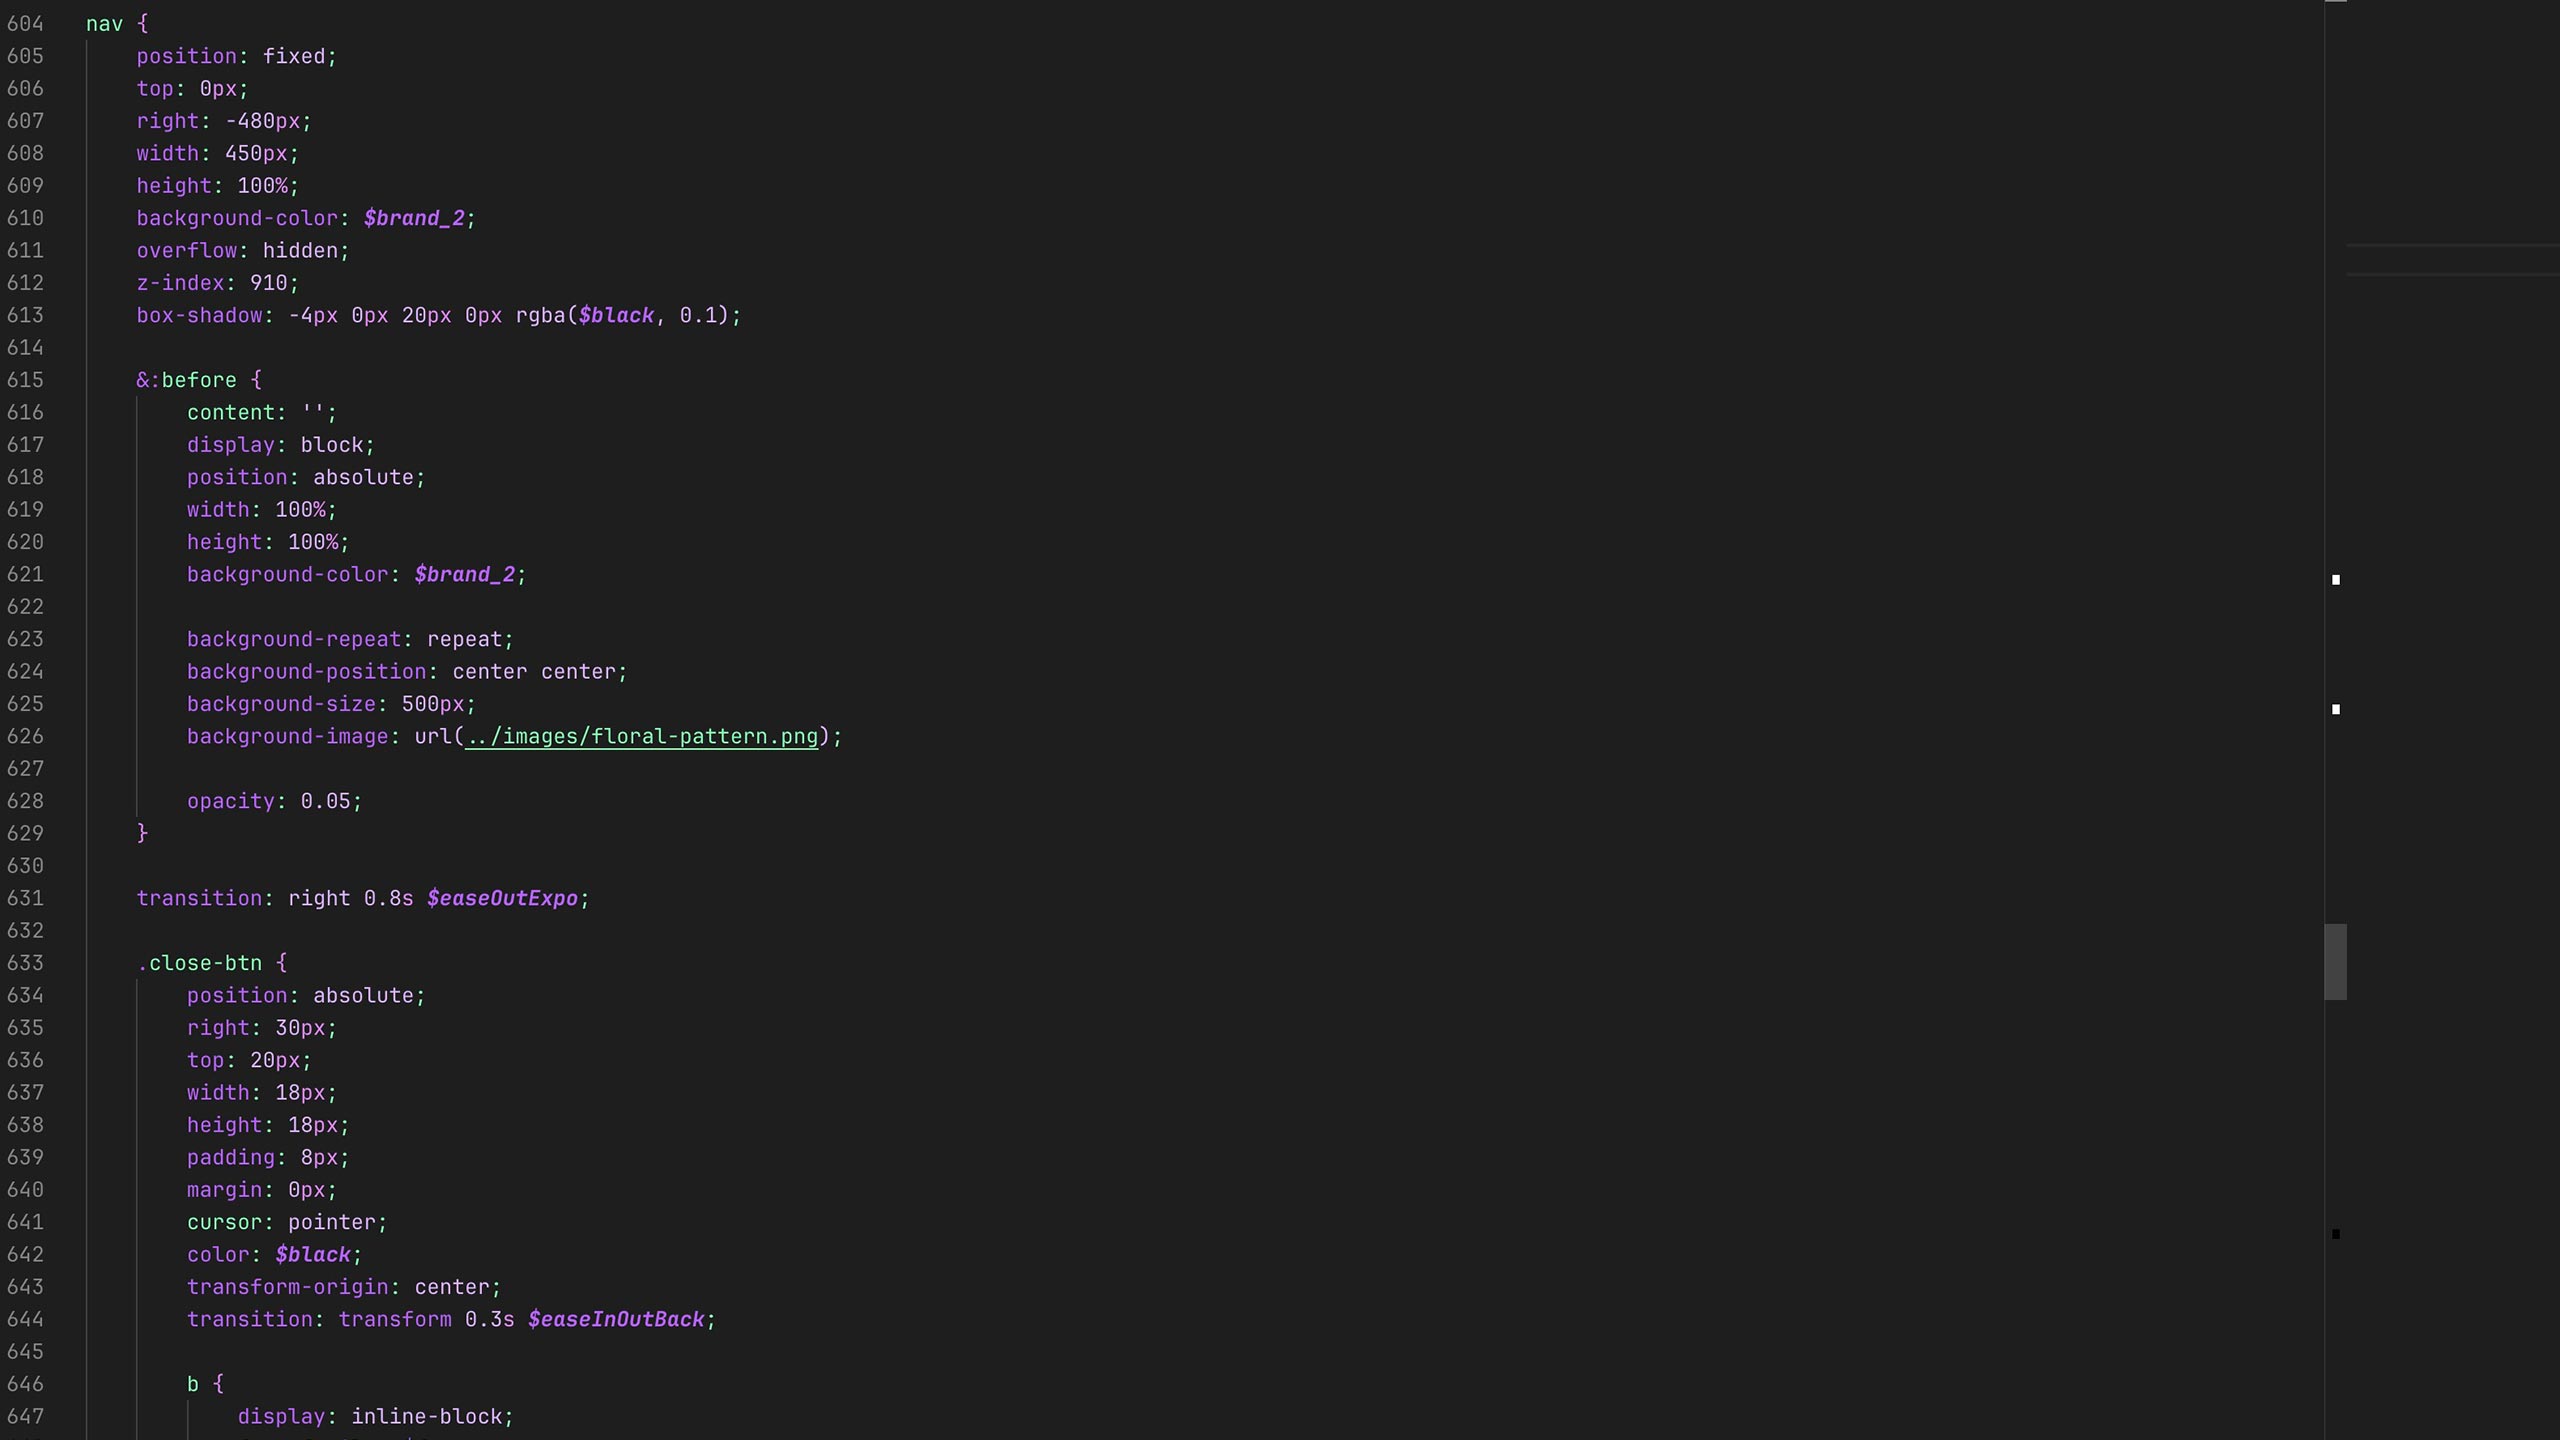 604 nav {
605 position: fixed;
606 top: 0px;
607 right: -480px;
608 width: 450px;
609 height: 100%;
610 background-color: $brand_2;
611 overflow: hidden;
612 z-index: 910;
613 box-shadow: -4px 0px 20px 0px rgba($black, 0.1);
614
615 &:before {
616 content: '';
617 display: block;
618 position: absolute;
619 width: 100%;
620 height: 100%;
621 background-color: $brand_2;
622
623 background-repeat: repeat;
624 background-position: center center;
625 background-size: 500px;
626 background-image: url(../images/floral-pattern.png);
627
628 opacity: 0.05;
629 }
630
631 transition: right 0.8s $easeOutExpo;
632
633 .close-btn {
634 position: absolute;
635 right: 30px;
636 top: 20px;
637 width: 18px;
638 height: 18px;
639 padding: 8px;
640 margin: 0px;
641 cursor: pointer;
642 color: $black;
643 transform-origin: center;
644 transition: transform 0.3s $easeInOutBack;
645
646 b {
647 display: inline-block;